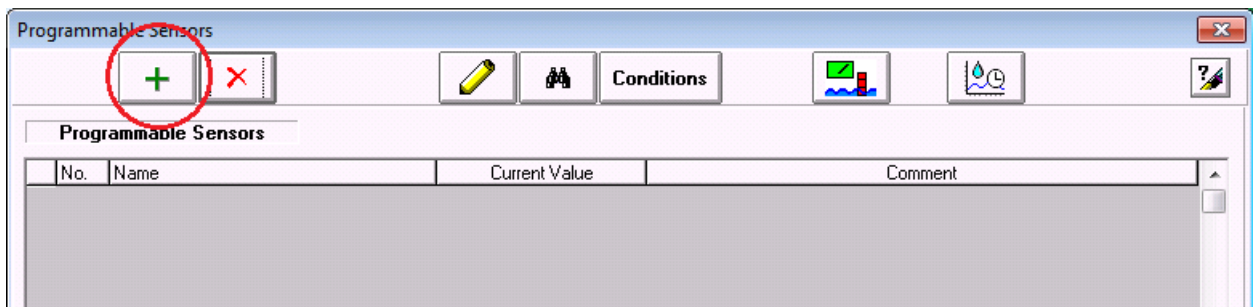 Programmable Sensors
Conditions
Programmable Sensors
No. Name Current Value Comment